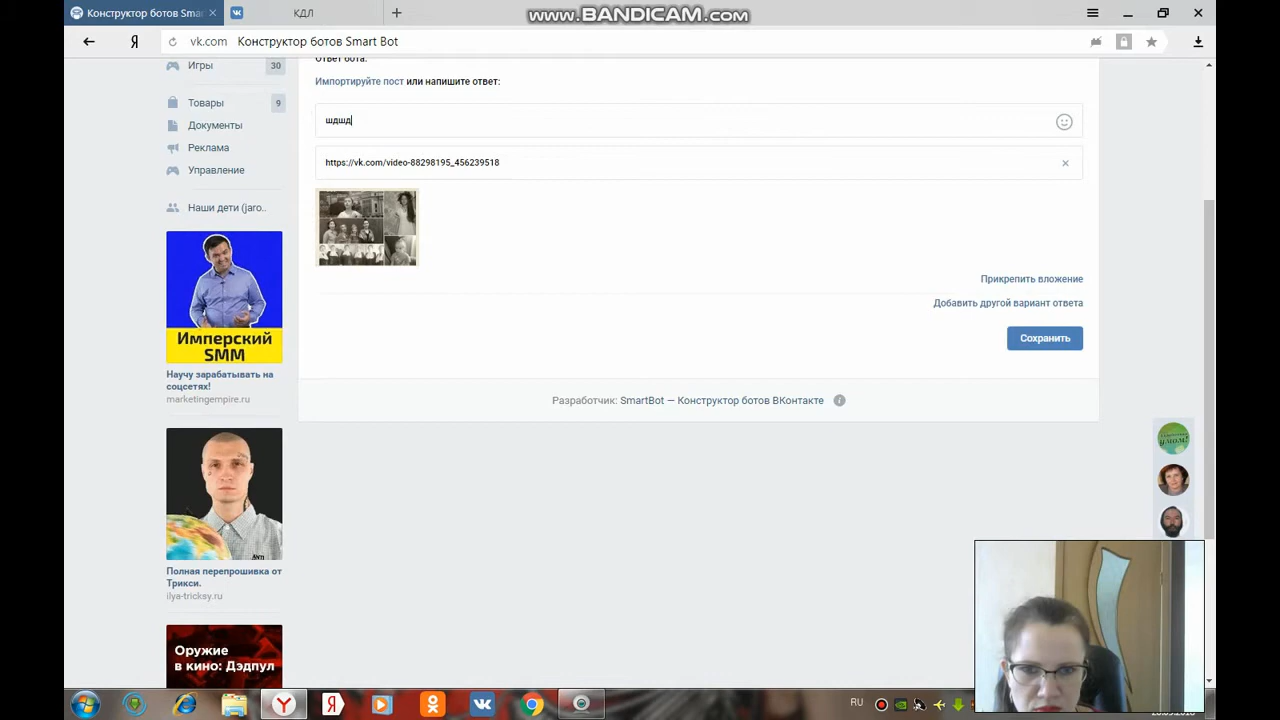 Конструктор ботов Smar
КДЛ
WWW.BANDICAM.COM
Я
vk.com Конструктор ботов Smart Bot
Игры 30
Товары 9
Документы
Реклама
Управление
Наши дети (jaro..
Имперский
SMM
Научу зарабатывать на
соцсетях!
marketingempire.ru
Полная перепрошивка от
Трикси.
ilya-tricksy.ru
Оружие
в кино: Дэдпул
Ответ бота:
Импортируйте пост или напишите ответ:
шдшд
https://vk.com/video-88298195_456239518
Прикрепить вложение
Добавить другой вариант ответа
Сохранить
Разработчик: SmartBot — Конструктор ботов ВКонтакте
RU